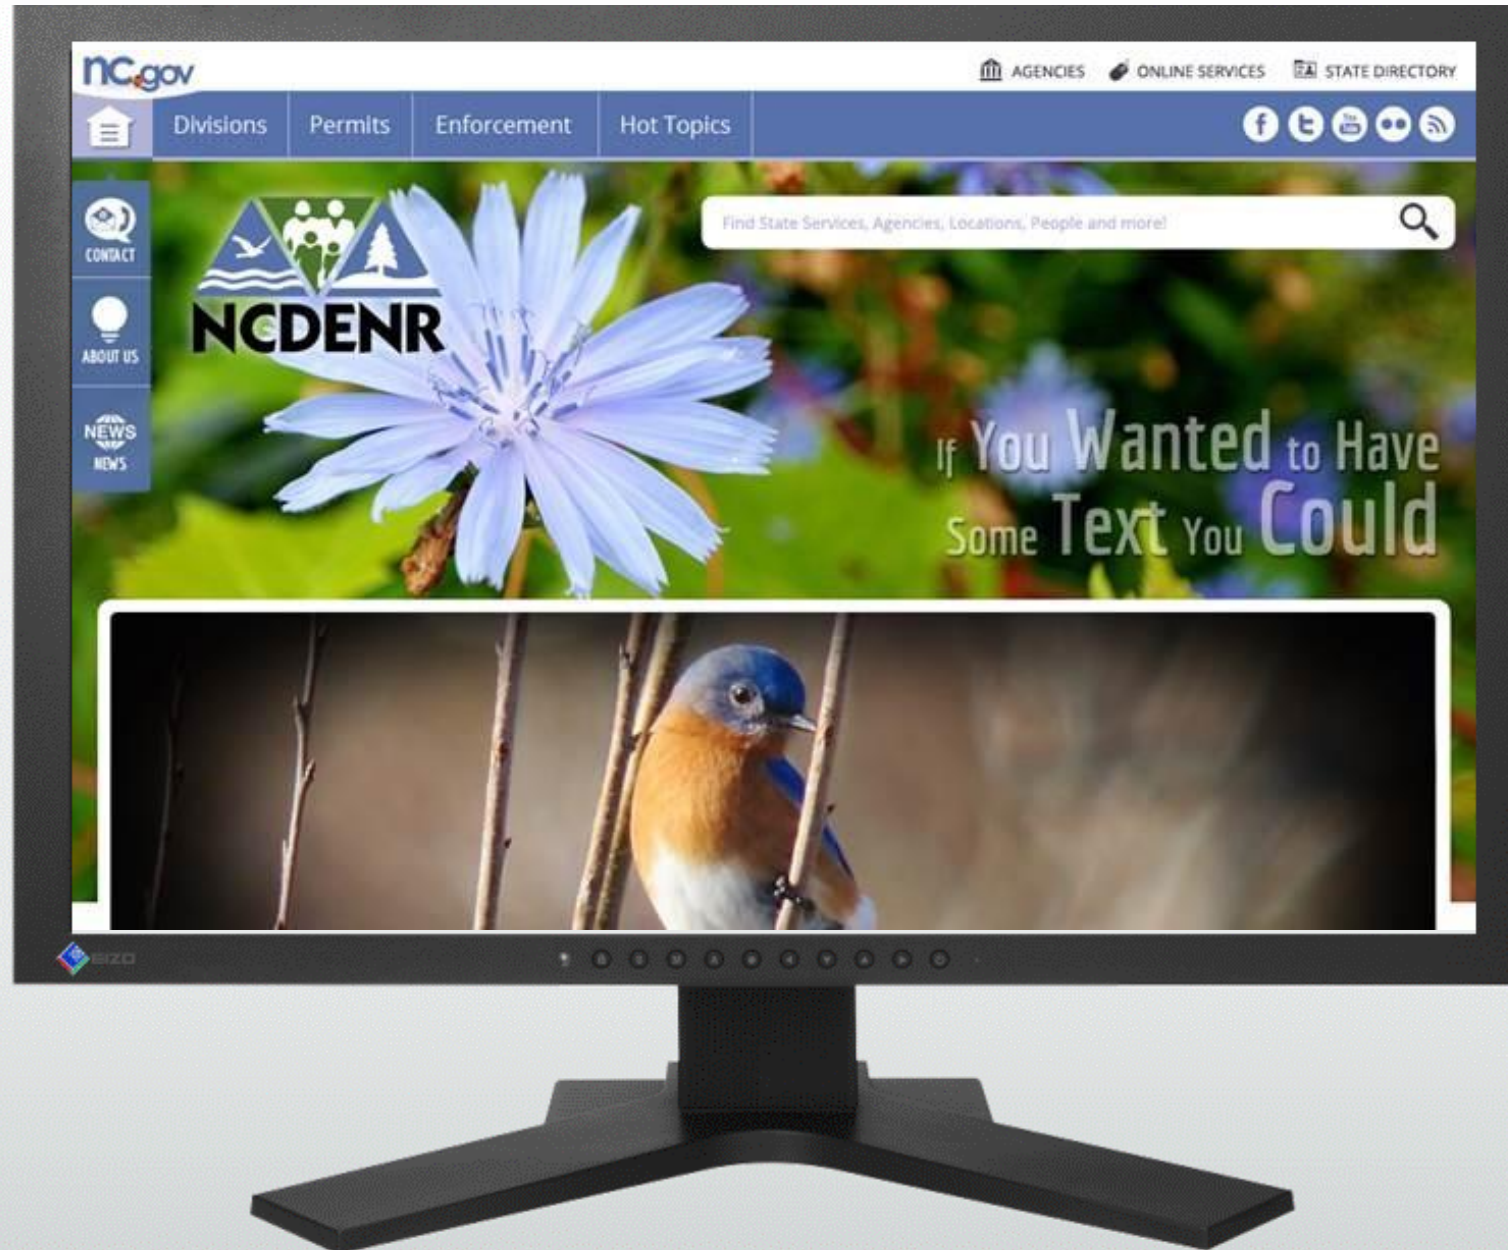 nc.gov
AGENCIES ONLINE SERVICES STATE DIRECTORY
Divisions Permits Enforcement Hot Topics
Find State Services, Agencies, Locations, People and more!
CONTACT
ABOUT US
NEWS
NEWS
NCDENR
If You Wanted to Have
Some Text You Could
EIZO